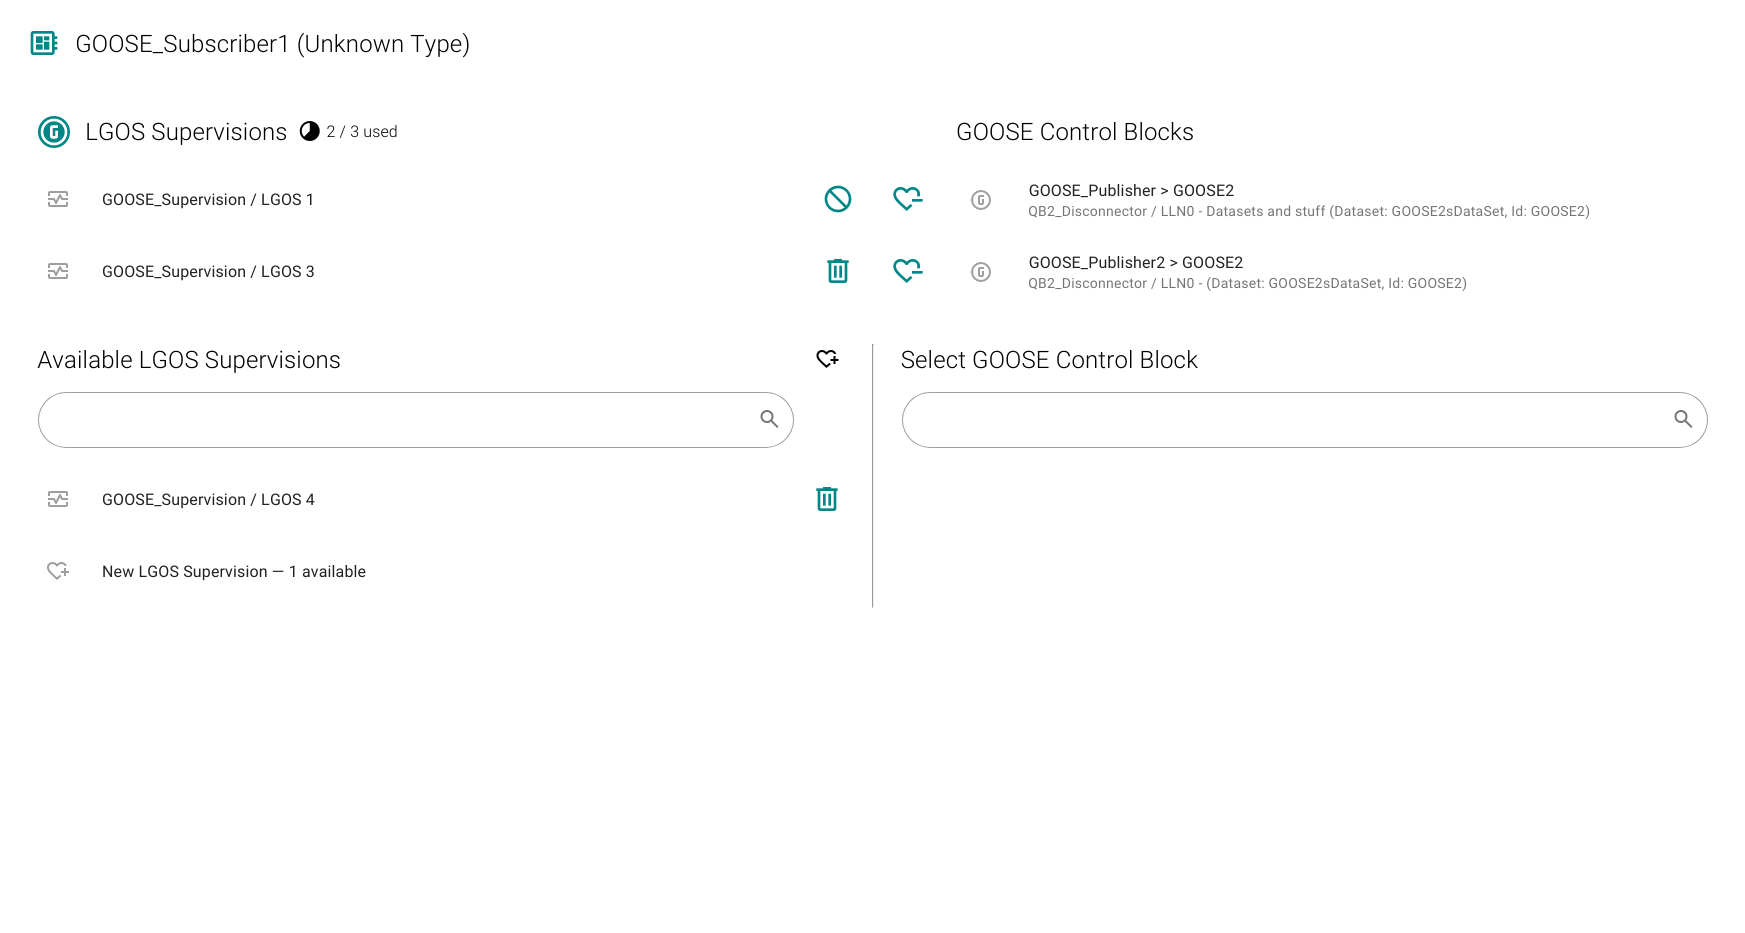 GOOSE_Subscriber1 (Unknown Type)
LGOS Supervisions 2 / 3 used
GOOSE Control Blocks
GOOSE_Supervision / LGOS 1
GOOSE_Publisher > GOOSE2
QB2_Disconnector / LLN0 - Datasets and stuff (Dataset: GOOSE2sDataSet, Id: GOOSE2)
GOOSE_Supervision / LGOS 3
GOOSE_Publisher2 > GOOSE2
QB2_Disconnector / LLN0 - (Dataset: GOOSE2sDataSet, Id: GOOSE2)
Available LGOS Supervisions
Select GOOSE Control Block
GOOSE_Supervision / LGOS 4
New LGOS Supervision — 1 available